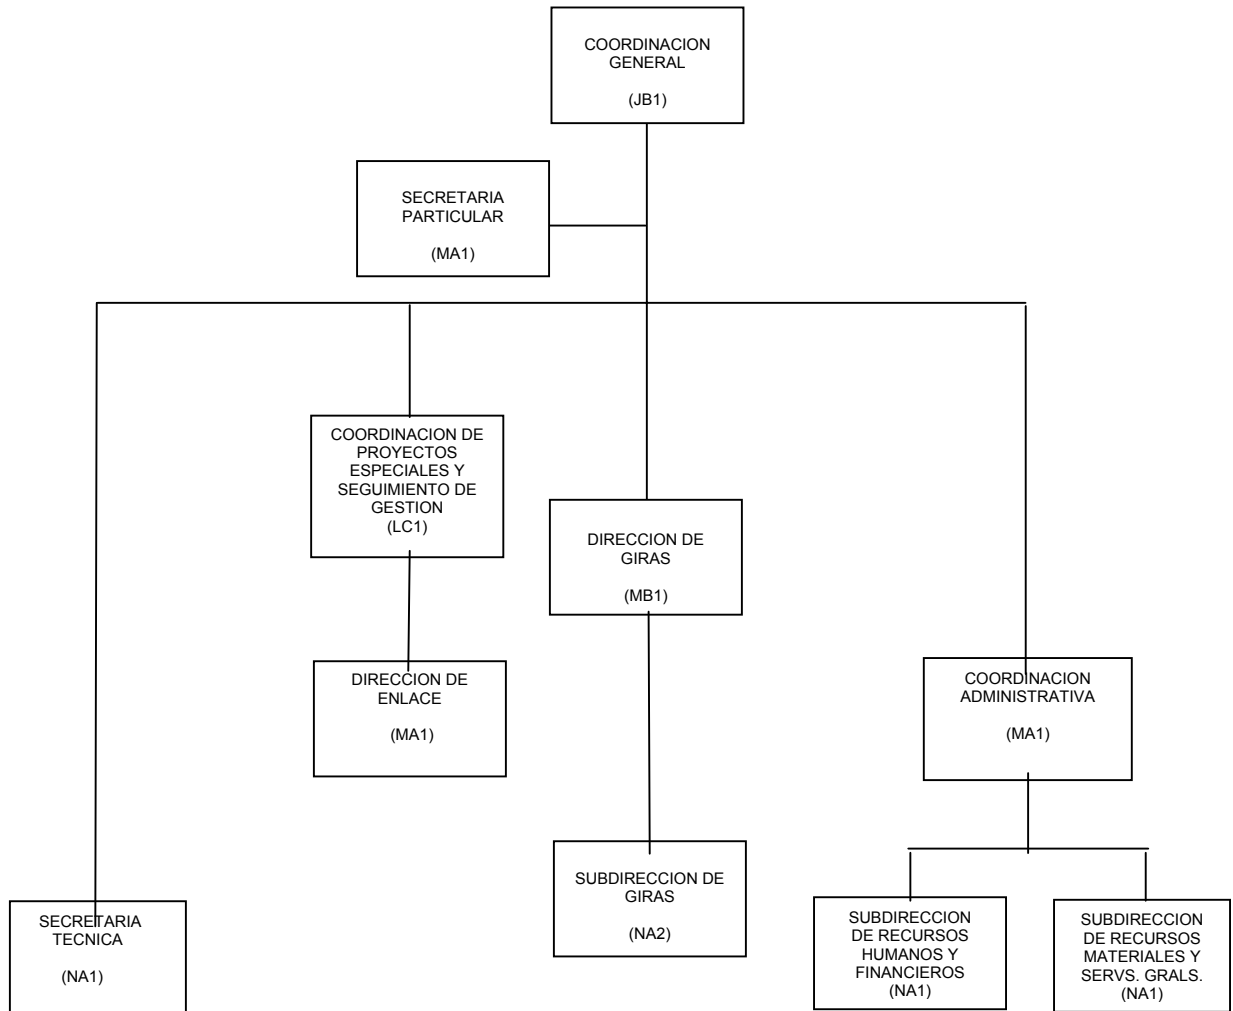 COORDINACION
GENERAL
(JB1)
SECRETARIA
PARTICULAR
(MA1)
COORDINACION DE
PROYECTOS
ESPECIALES Y
SEGUIMIENTO DE
GESTION
(LC1)
DIRECCION DE
GIRAS
(MB1)
DIRECCION DE
ENLACE
(MA1)
COORDINACION
ADMINISTRATIVA
(MA1)
SUBDIRECCION DE
GIRAS
(NA2)
SECRETARIA
TECNICA
(NA1)
SUBDIRECCION
DE RECURSOS
HUMANOS Y
FINANCIEROS
(NA1)
SUBDIRECCION
DE RECURSOS
MATERIALES Y
SERVS. GRALS.
(NA1)